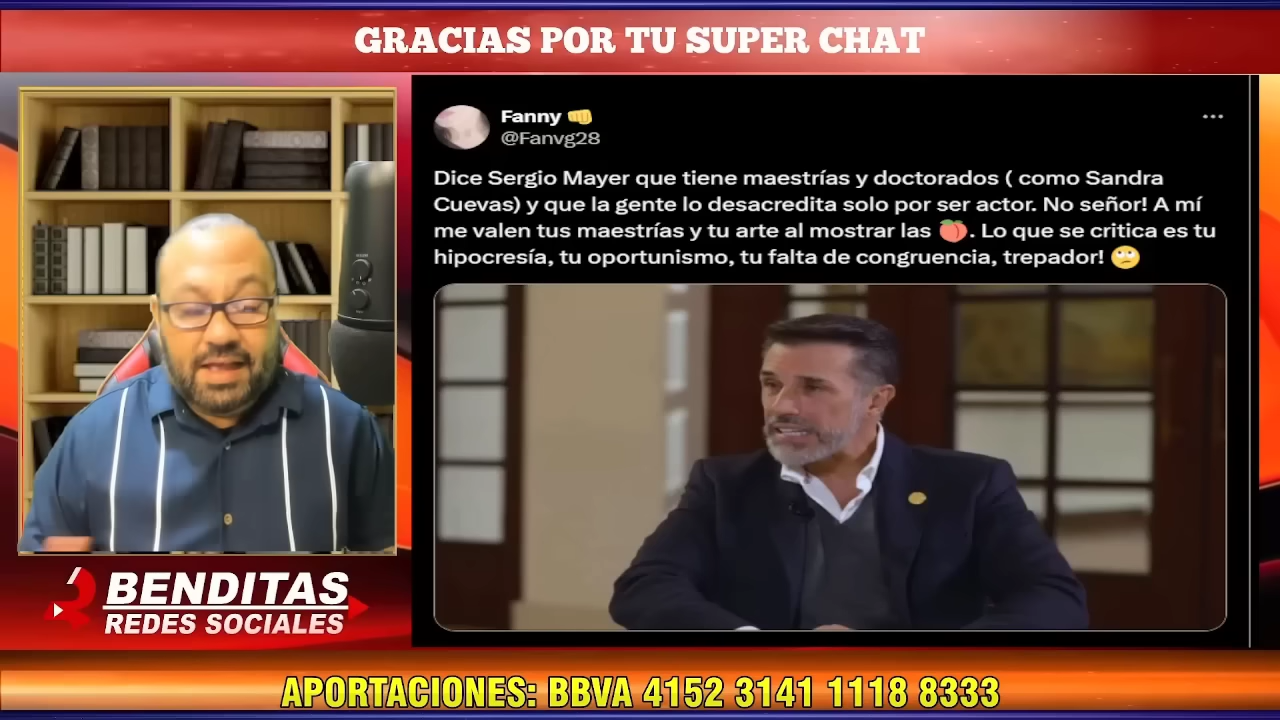 GRACIAS POR TU SUPER CHAT
Fanny 👊
@Fanvg28
Dice Sergio Mayer que tiene maestrías y doctorados ( como Sandra
Cuevas) y que la gente lo desacredita solo por ser actor. No señor! A mí
me valen tus maestrías y tu arte al mostrar las 🍑. Lo que se critica es tu
hipocresía, tu oportunismo, tu falta de congruencia, trepador! 🙄
BENDITAS
REDES SOCIALES
APORTACIONES: BBVA 4152 3141 1118 8333